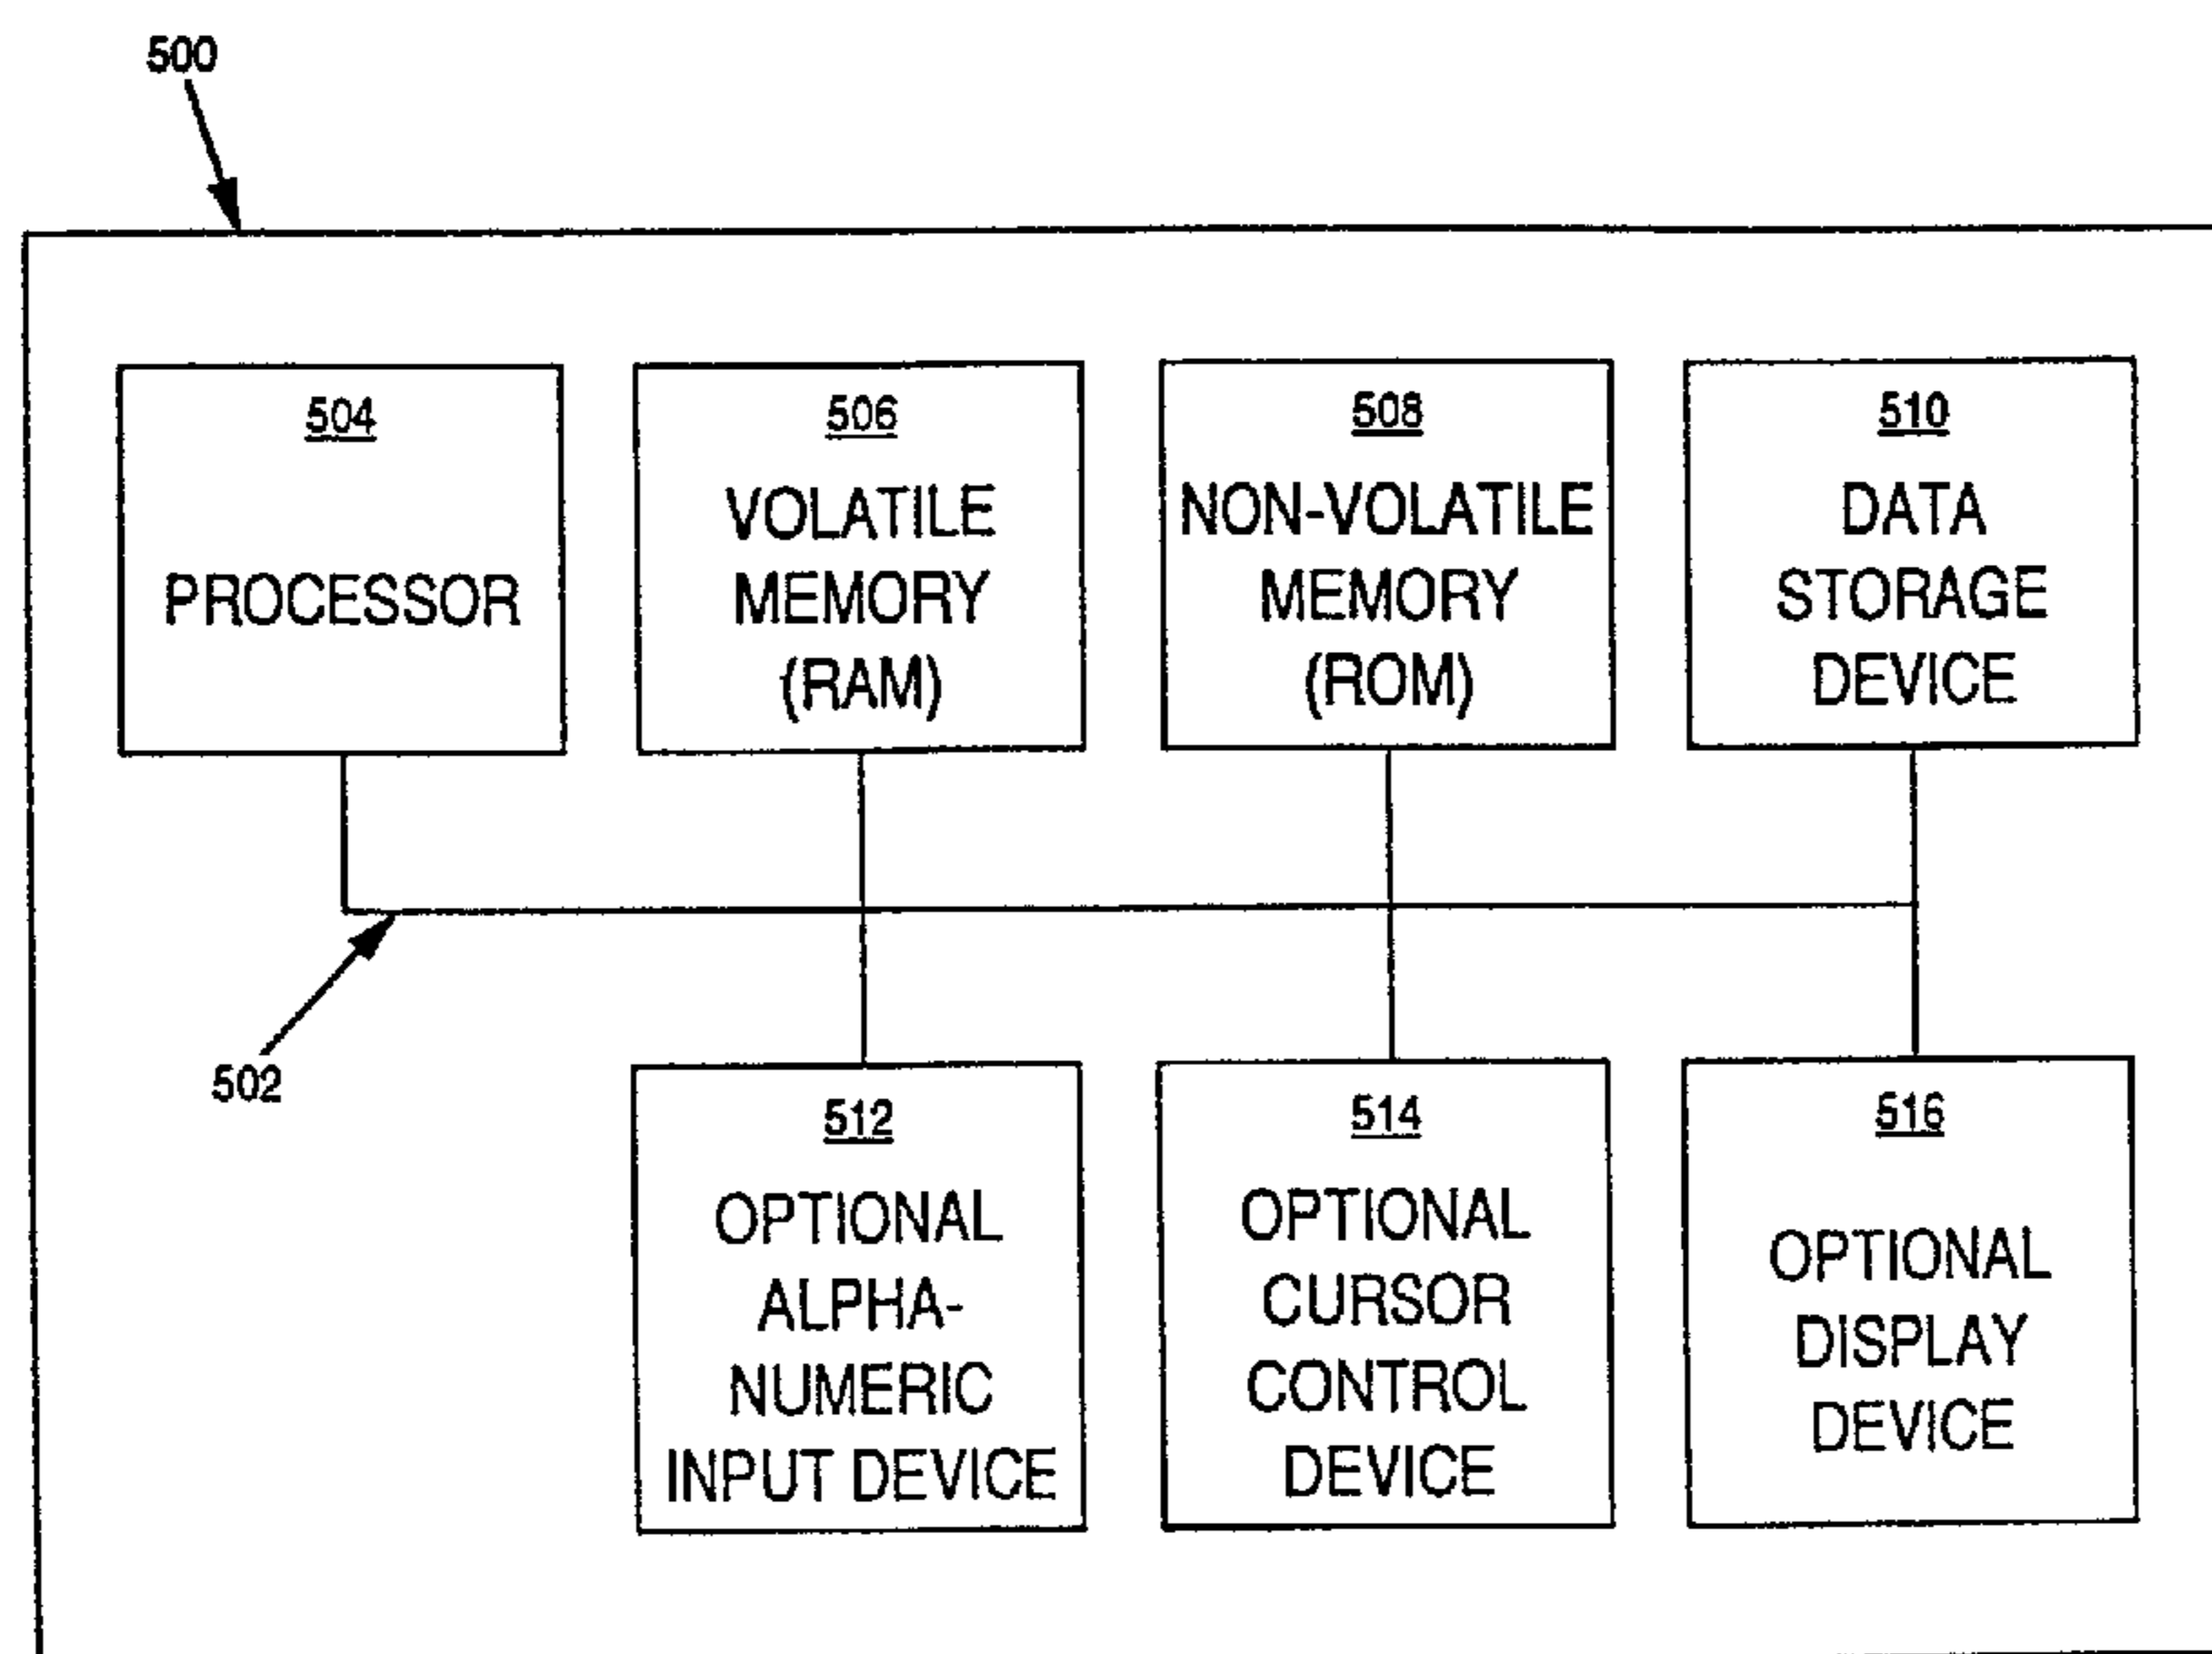 500
504
PROCESSOR
506
VOLATILE
MEMORY
(RAM)
508
NON-VOLATILE
MEMORY
(ROM)
510
DATA
STORAGE
DEVICE
502
512
OPTIONAL
ALPHA-
NUMERIC
INPUT DEVICE
514
OPTIONAL
CURSOR
CONTROL
DEVICE
516
OPTIONAL
DISPLAY
DEVICE